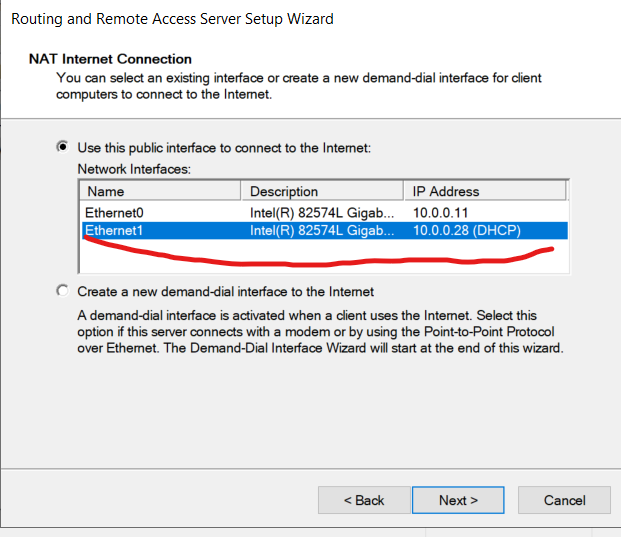 Routing and Remote Access Server Setup Wizard
NAT Internet Connection
You can select an existing interface or create a new demand-dial interface for client
computers to connect to the Internet.
Use this public interface to connect to the Internet:
Network Interfaces:
Name Description IP Address
Ethernet0 Intel(R) 82574L Gigab... 10.0.0.11
Ethernet1 Intel(R) 82574L Gigab... 10.0.0.28 (DHCP)
Create a new demand-dial interface to the Internet
A demand-dial interface is activated when a client uses the Internet. Select this
option if this server connects with a modem or by using the Point-to-Point Protocol
over Ethernet. The Demand-Dial Interface Wizard will start at the end of this wizard.
< Back Next > Cancel